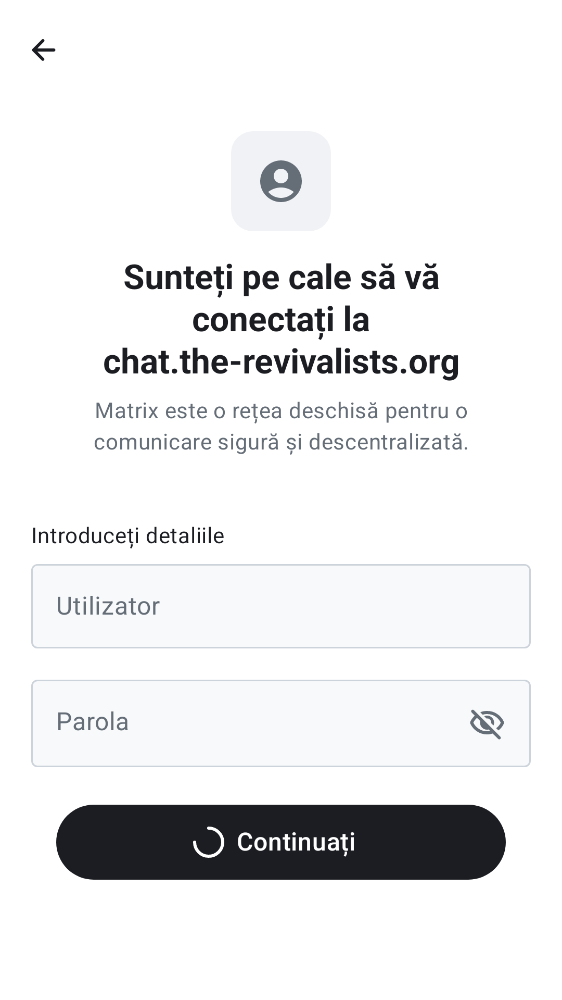 Sunteți pe cale să vă
conectați la
chat.the-revivalists.org
Matrix este o rețea deschisă pentru o
comunicare sigură și descentralizată.
Introduceți detaliile
Utilizator
Parola
Continuați